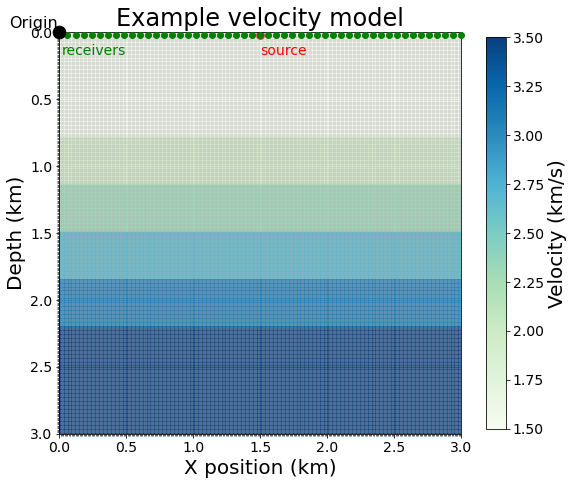 Example velocity model
Origin
0.0
receivers
source
0.5
1.0
1.5
2.0
2.5
3.0
Depth (km)
0.0 0.5 1.0 1.5 2.0 2.5 3.0
X position (km)
3.50
3.25
3.00
2.75
2.50
2.25
2.00
1.75
1.50
Velocity (km/s)